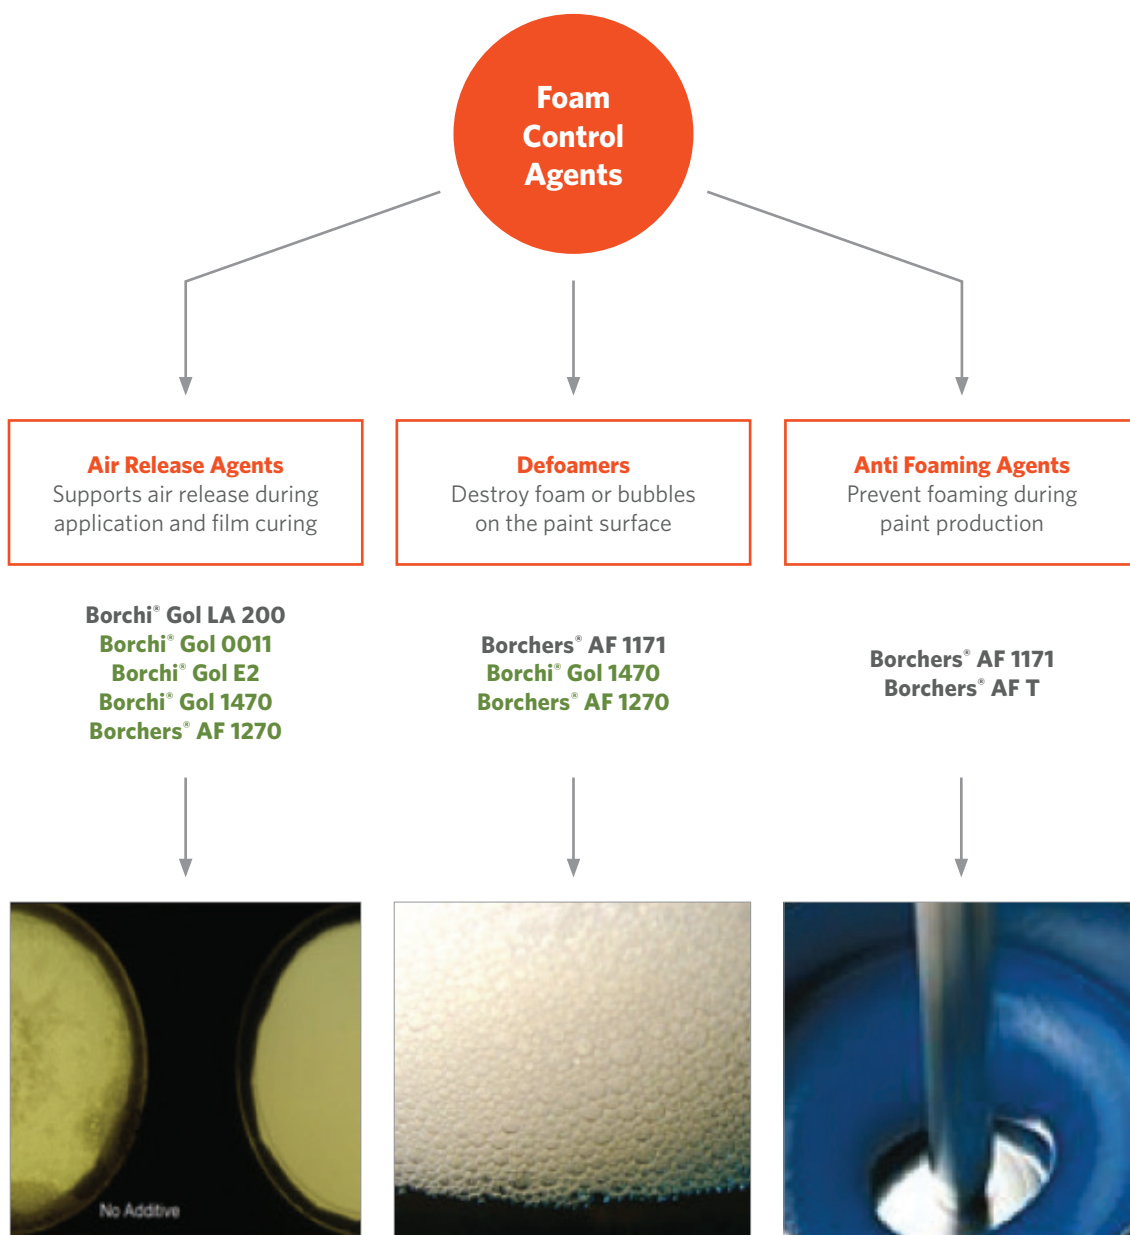 Foam
Control
Agents
Air Release Agents
Supports air release during
application and film curing
Defoamers
Destroy foam or bubbles
on the paint surface
Anti Foaming Agents
Prevent foaming during
paint production
Borchi® Gol LA 200
Borchi® Gol 0011
Borchi® Gol E2
Borchi® Gol 1470
Borchers® AF 1270
Borchers® AF 1171
Borchi® Gol 1470
Borchers® AF 1270
Borchers® AF 1171
Borchers® AF T
No Additive